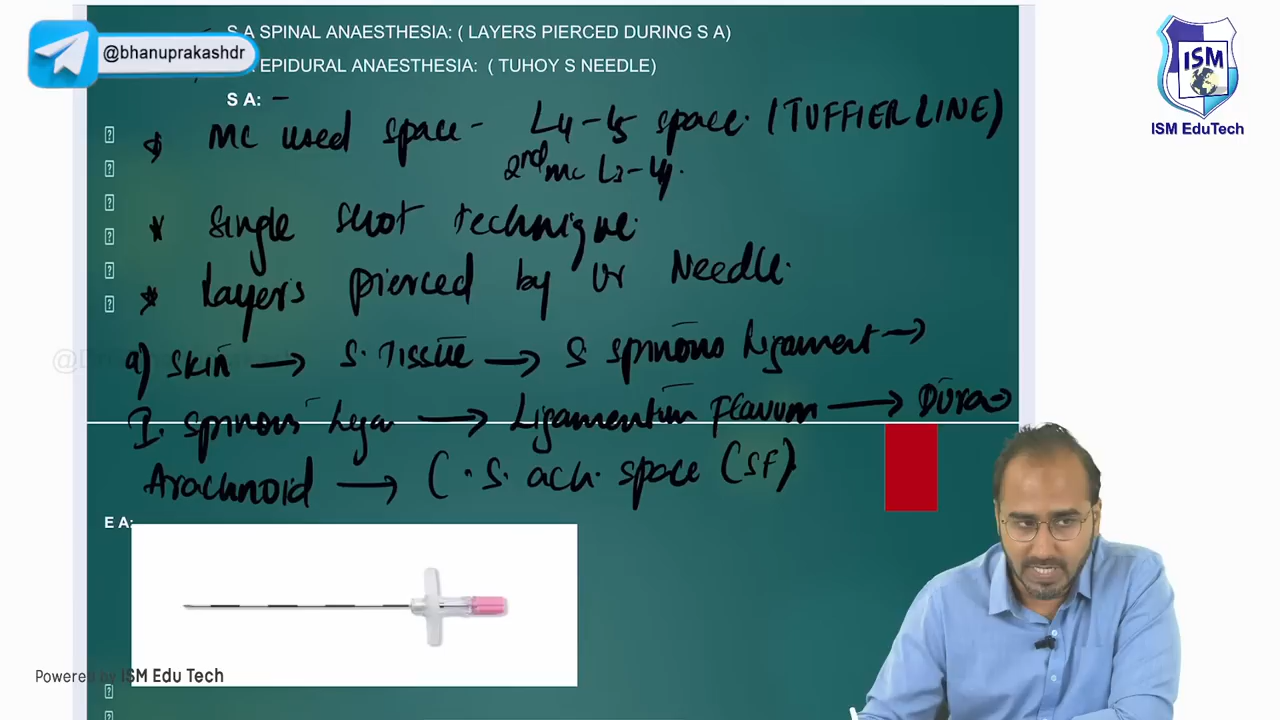 S A SPINAL ANAESTHESIA: ( LAYERS PIERCED DURING S A)
@bhanuprakashdr
EPIDURAL ANAESTHESIA: ( TUHOY S NEEDLE)
S A: -
ISM
ISM EduTech
* MC used space - L4-L5 space. (TUFFIER LINE)
2nd mc L3-L4.
* Single shot technique.
* Layers pierced by Ur Needle.
a) Skin → S. Tissue → S. spinous Ligament →
I. spinous Liga → Ligamentum Flavum → Dura →
Arachnoid → ( . S. ach. space (SF)
E A:
Powered by ISM Edu Tech